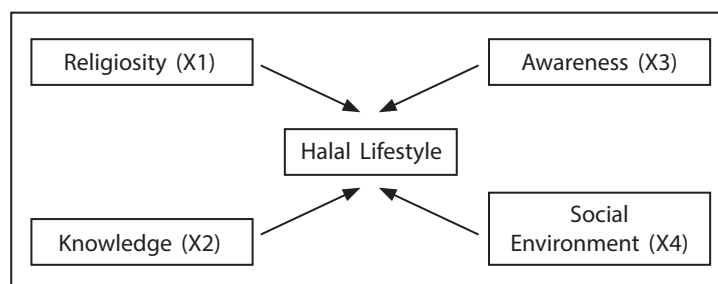 Religiosity (X1)
Awareness (X3)
Halal Lifestyle
Knowledge (X2)
Social
Environment (X4)